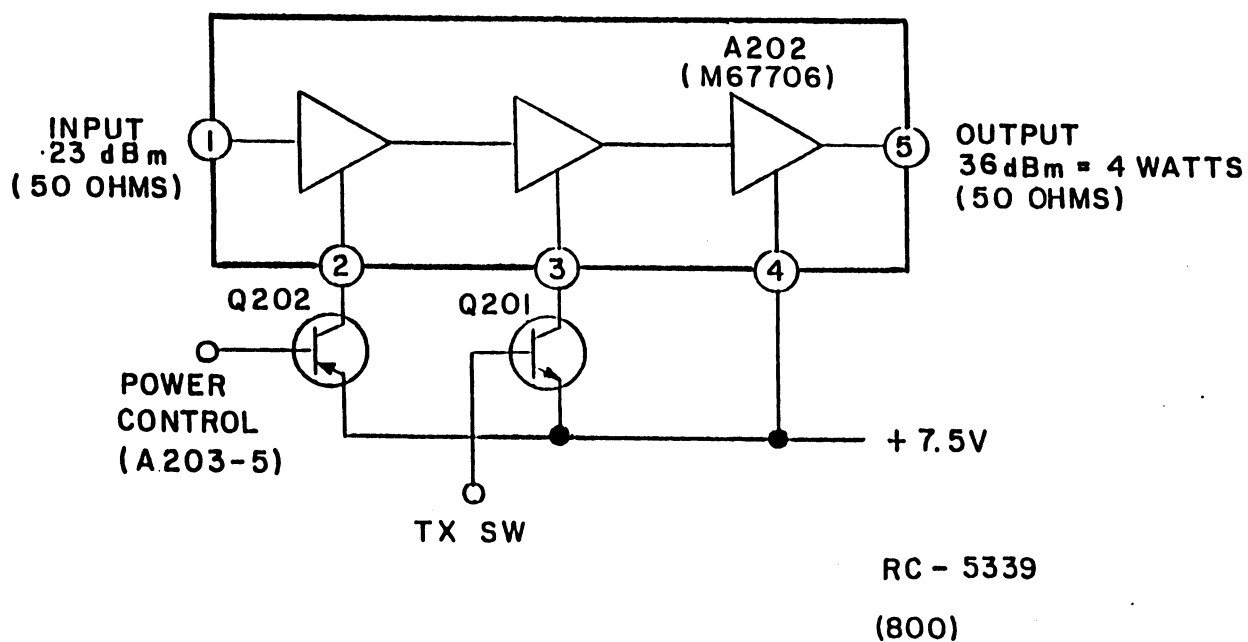 A202
(M67706)
1
INPUT
.23 dBm
(50 OHMS)
5
OUTPUT
36dBm = 4 WATTS
(50 OHMS)
2
3
4
Q202
Q201
POWER
CONTROL
(A203-5)
+7.5V
TX SW
RC - 5339
(800)